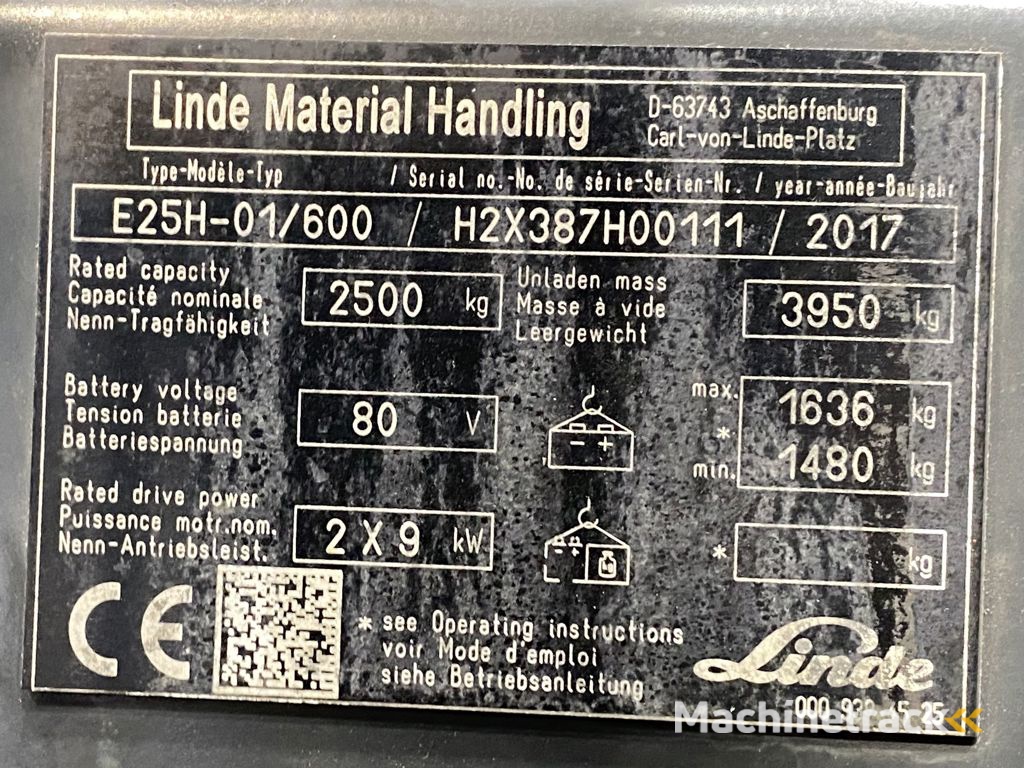 Linde Material Handling
D-63743 Aschaffenburg
Carl-von-Linde-Platz
Type-Modèle-Typ / Serial no.-No. de série-Serien-Nr. / year-année-Baujahr
E25H-01/600 / H2X387H00111 / 2017
Rated capacity
Capacité nominale
Nenn-Tragfähigkeit
2500 kg
Unladen mass
Masse à vide
Leergewicht
3950 kg
Battery voltage
Tension batterie
Batteriespannung
80 V
max. 1636 kg
*
min. 1480 kg
Rated drive power
Puissance motr.nom.
Nenn-Antriebsleist.
2 X 9 kW
* kg
CE
* see Operating instructions
voir Mode d'emploi
siehe Betriebsanleitung
Linde
Machinetrack